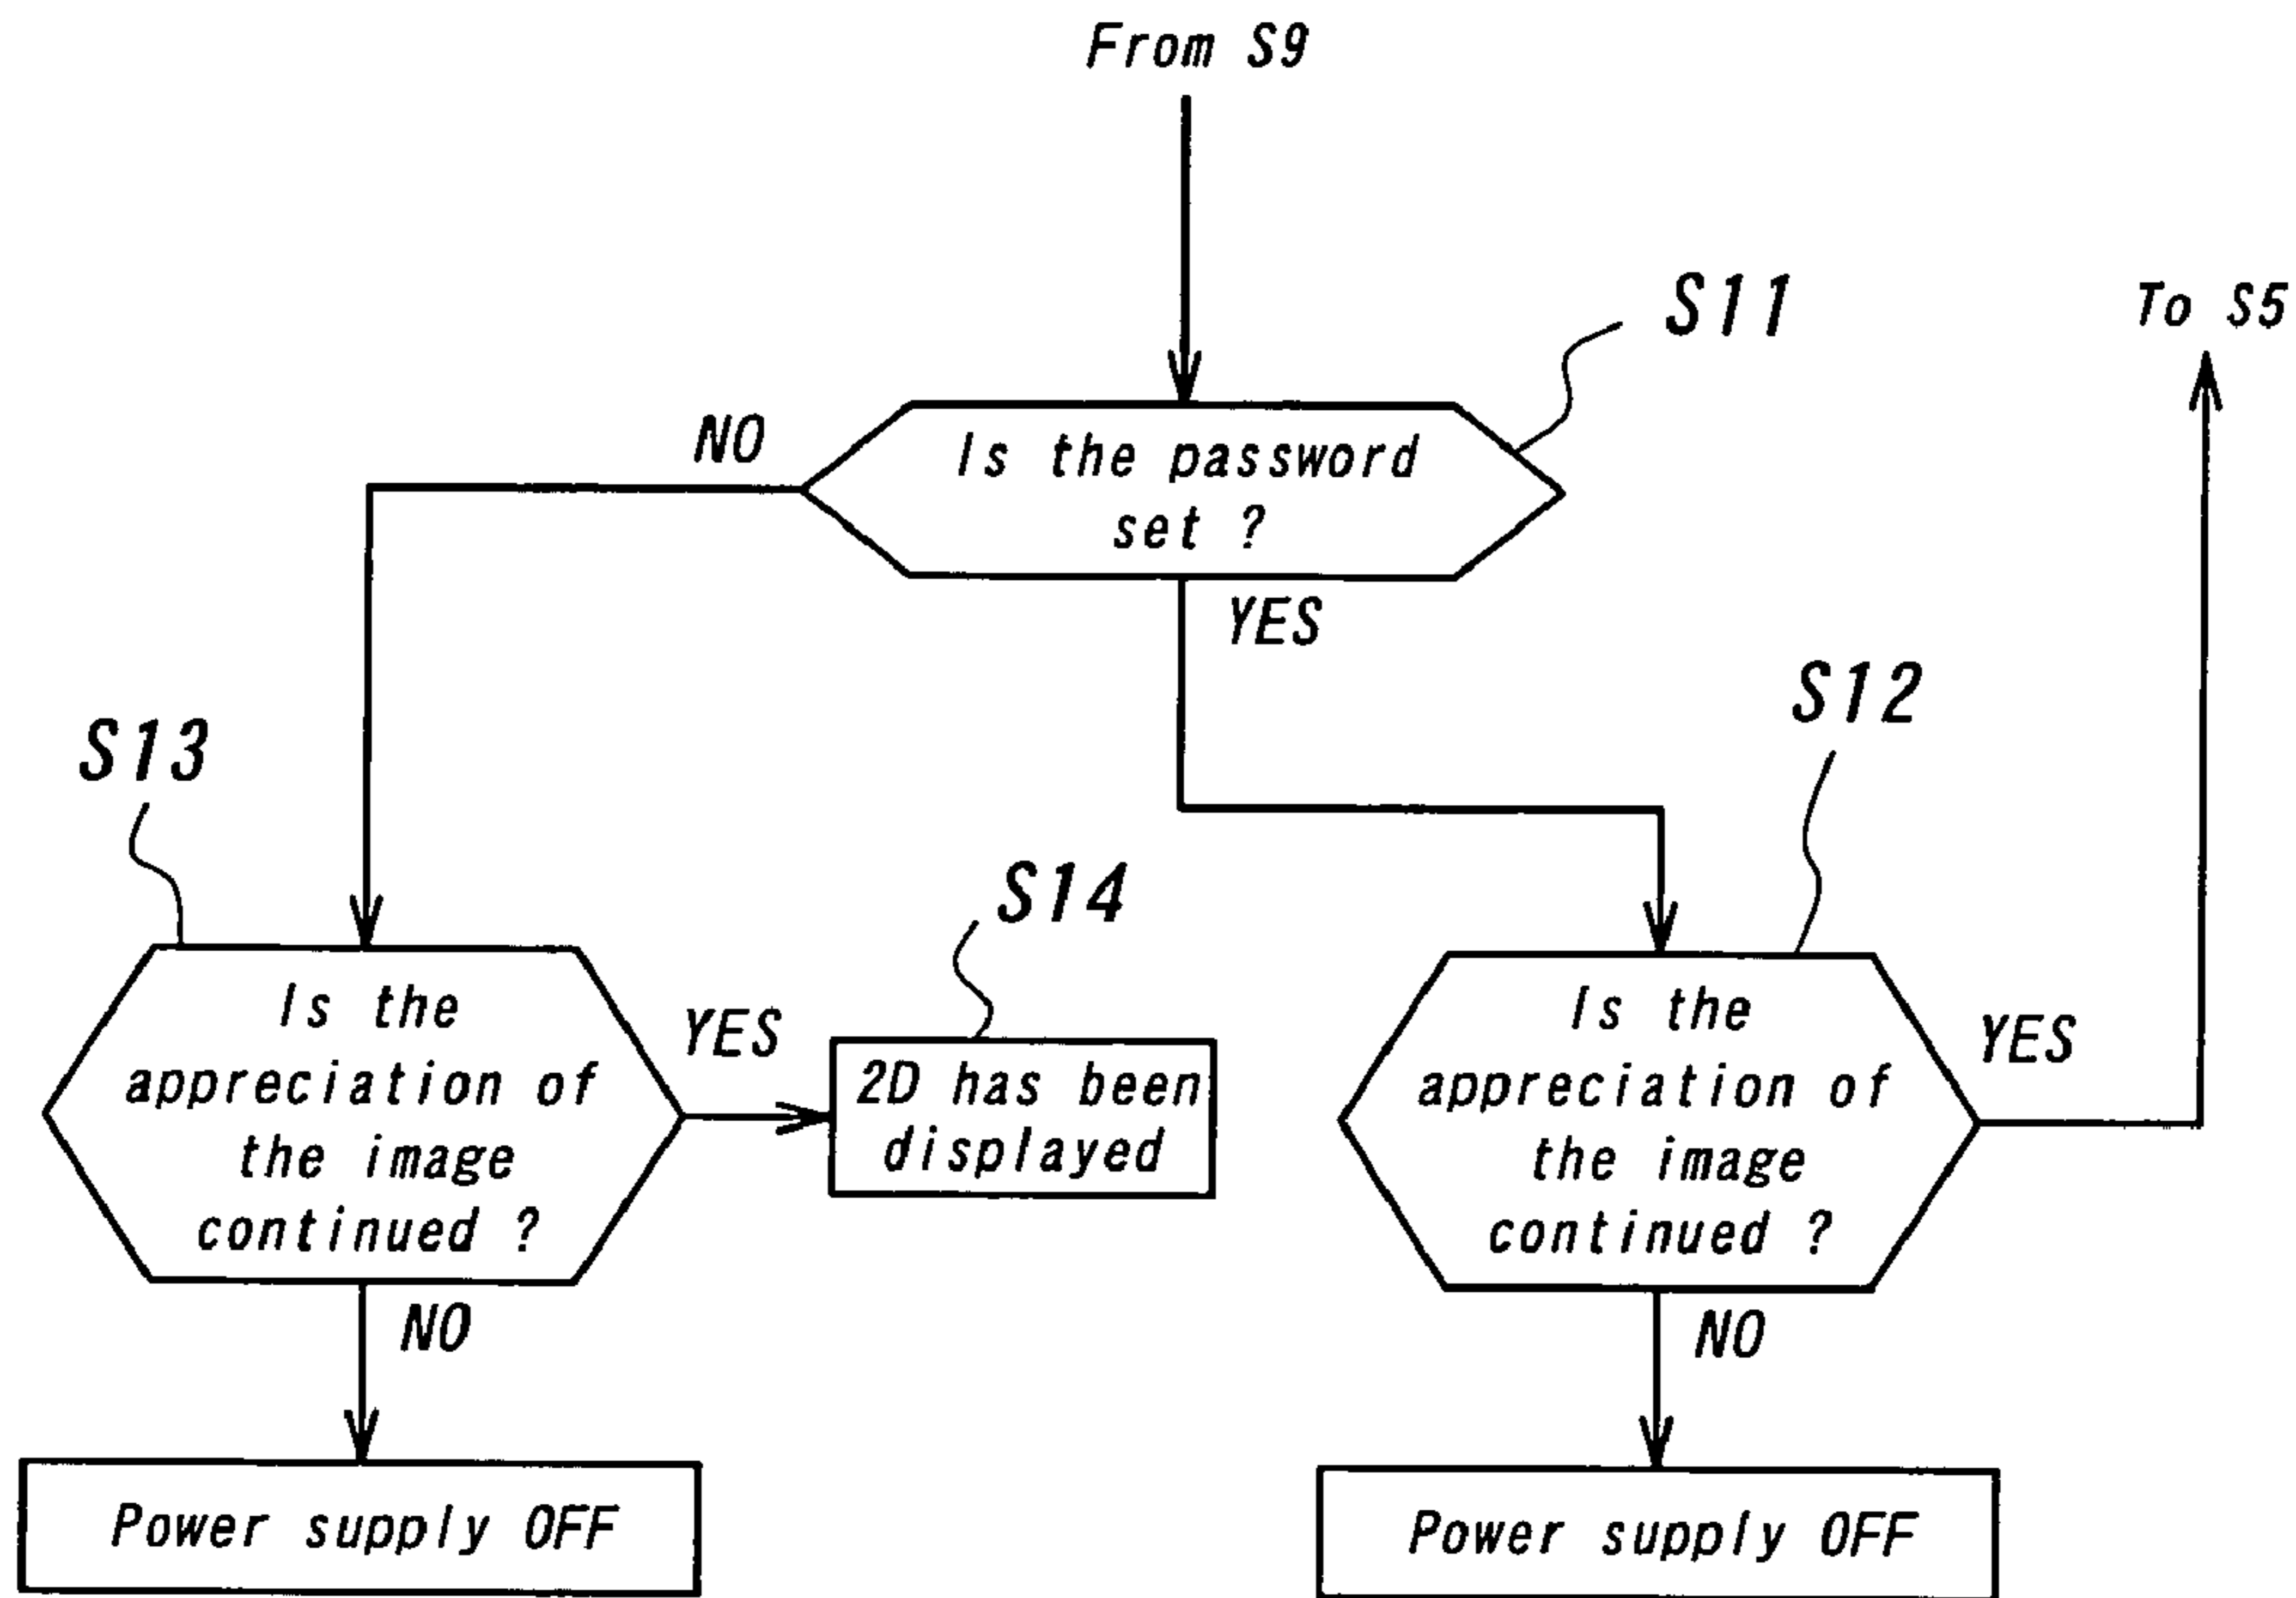 From S9
S11
To S5
NO
Is the password
set ?
YES
S12
S13
S14
Is the
appreciation of
the image
continued ?
YES
2D has been
displayed
Is the
appreciation of
the image
continued ?
YES
NO
NO
Power supply OFF
Power supply OFF